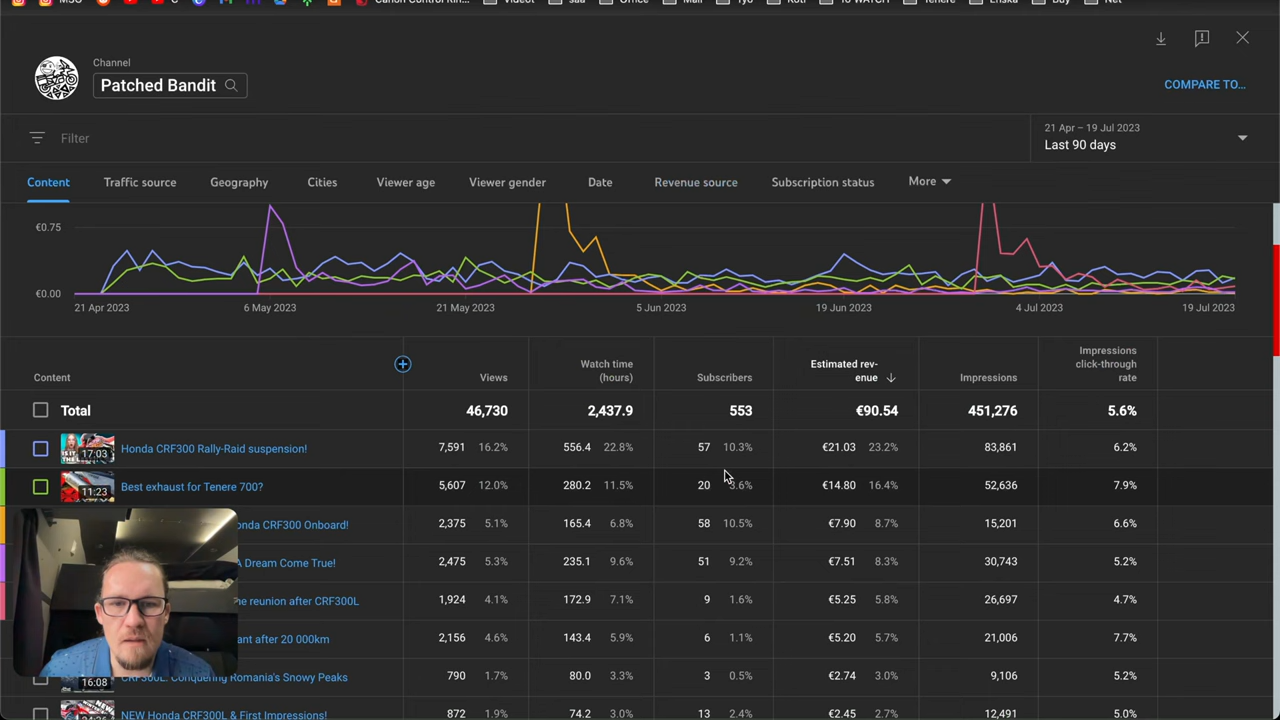 Videot
Office
Mail
Koti
Tenere
Buy
Net
Channel
Patched Bandit
COMPARE TO…
Filter
21 Apr – 19 Jul 2023
Last 90 days
Content Traffic source Geography Cities Viewer age Viewer gender Date Revenue source Subscription status More
€0.75
€0.00
21 Apr 2023 6 May 2023 21 May 2023 5 Jun 2023 19 Jun 2023 4 Jul 2023 19 Jul 2023
Content Views Watch time (hours) Subscribers Estimated rev- enue Impressions Impressions click-through rate
Total 46,730 2,437.9 553 €90.54 451,276 5.6%
17:03 Honda CRF300 Rally-Raid suspension! 7,591 16.2% 556.4 22.8% 57 10.3% €21.03 23.2% 83,861 6.2%
11:23 Best exhaust for Tenere 700? 5,607 12.0% 280.2 11.5% 20 3.6% €14.80 16.4% 52,636 7.9%
onda CRF300 Onboard! 2,375 5.1% 165.4 6.8% 58 10.5% €7.90 8.7% 15,201 6.6%
A Dream Come True! 2,475 5.3% 235.1 9.6% 51 9.2% €7.51 8.3% 30,743 5.2%
he reunion after CRF300L 1,924 4.1% 172.9 7.1% 9 1.6% €5.25 5.8% 26,697 4.7%
ant after 20 000km 2,156 4.6% 143.4 5.9% 6 1.1% €5.20 5.7% 21,006 7.7%
16:08 CRF300L: Conquering Romania's Snowy Peaks 790 1.7% 80.0 3.3% 3 0.5% €2.74 3.0% 9,106 5.2%
NEW Honda CRF300L & First Impressions! 872 1.9% 74.2 3.0% 13 2.4% €2.45 2.7% 12,491 5.0%